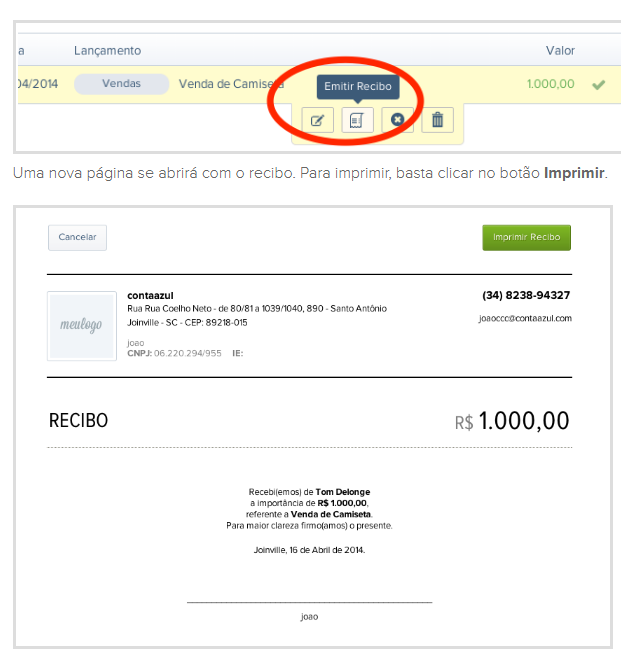 a Lançamento Valor
04/2014 Vendas Venda de Camiseta 1.000,00
Emitir Recibo
Uma nova página se abrirá com o recibo. Para imprimir, basta clicar no botão Imprimir.
Cancelar Imprimir Recibo
contaazul (34) 8238-94327
Rua Rua Coelho Neto - de 80/81 a 1039/1040, 890 - Santo Antônio
joaoccc@contaazul.com
meulogo
Joinville - SC - CEP: 89218-015
joao
CNPJ: 06.220.294/955 IE:
RECIBO R$ 1.000,00
Recebi(emos) de Tom Delonge
a importância de R$ 1.000,00,
referente a Venda de Camiseta.
Para maior clareza firmo(amos) o presente.
Joinville, 16 de Abril de 2014.
joao